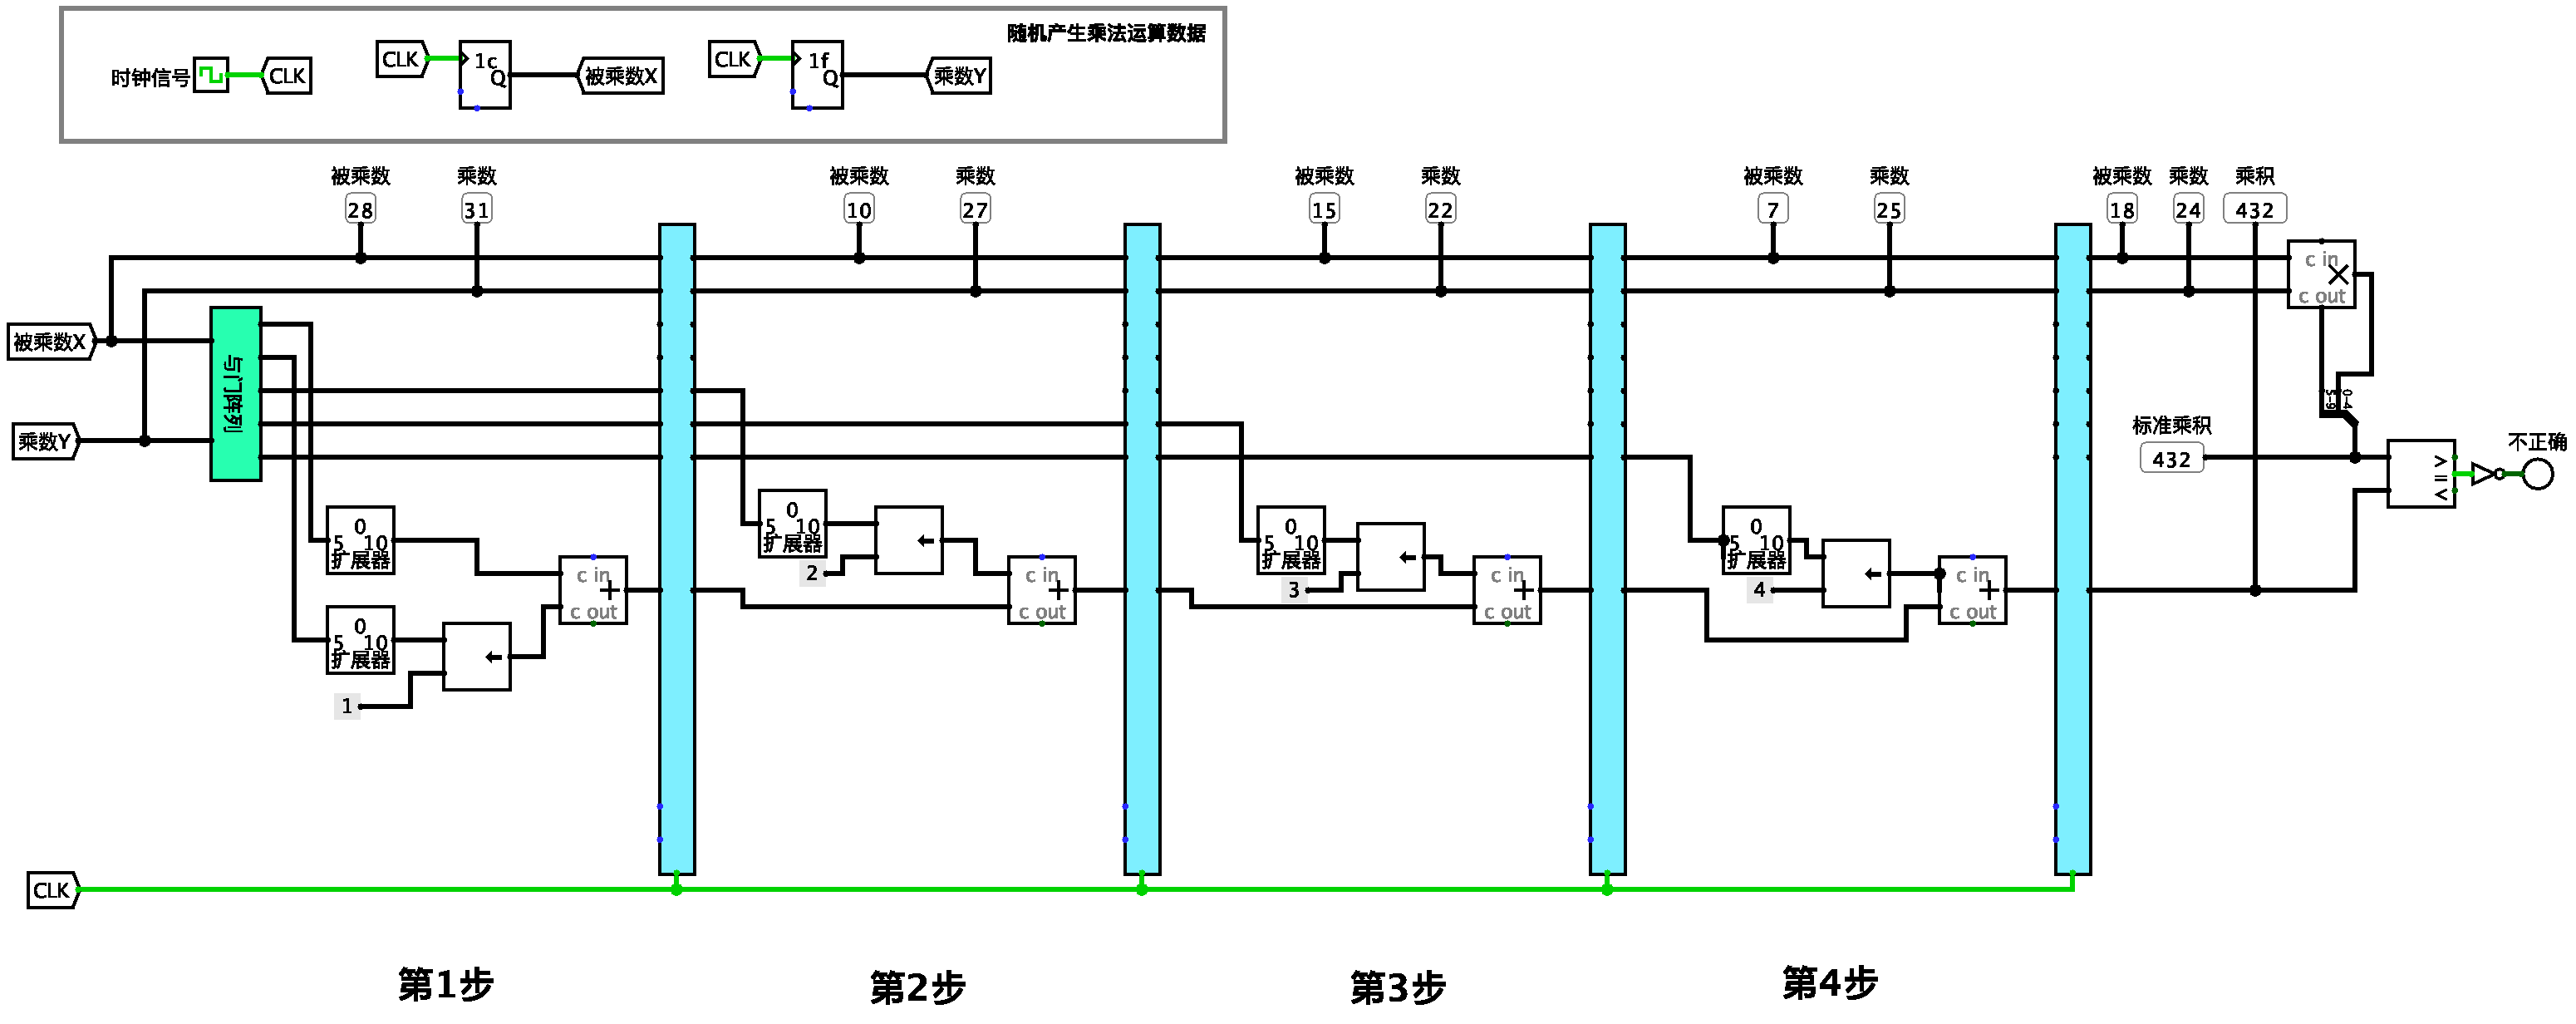 随机产生乘法运算数据
时钟信号
CLK
CLK
1c
Q
被乘数X
CLK
1f
Q
乘数Y
被乘数
乘数
被乘数
乘数
被乘数
乘数
被乘数
乘数
被乘数
乘数
乘积
28
31
10
27
15
22
7
25
18
24
432
c in
×
c out
被乘数X
乘数Y
与门阵列
5-9
0-4
标准乘积
432
>
=
<
不正确
0
5 10
扩展器
0
5 10
扩展器
1
c in
+
c out
0
5 10
扩展器
2
c in
+
c out
0
5 10
扩展器
3
c in
+
c out
0
5 10
扩展器
4
c in
+
c out
CLK
第1步
第2步
第3步
第4步